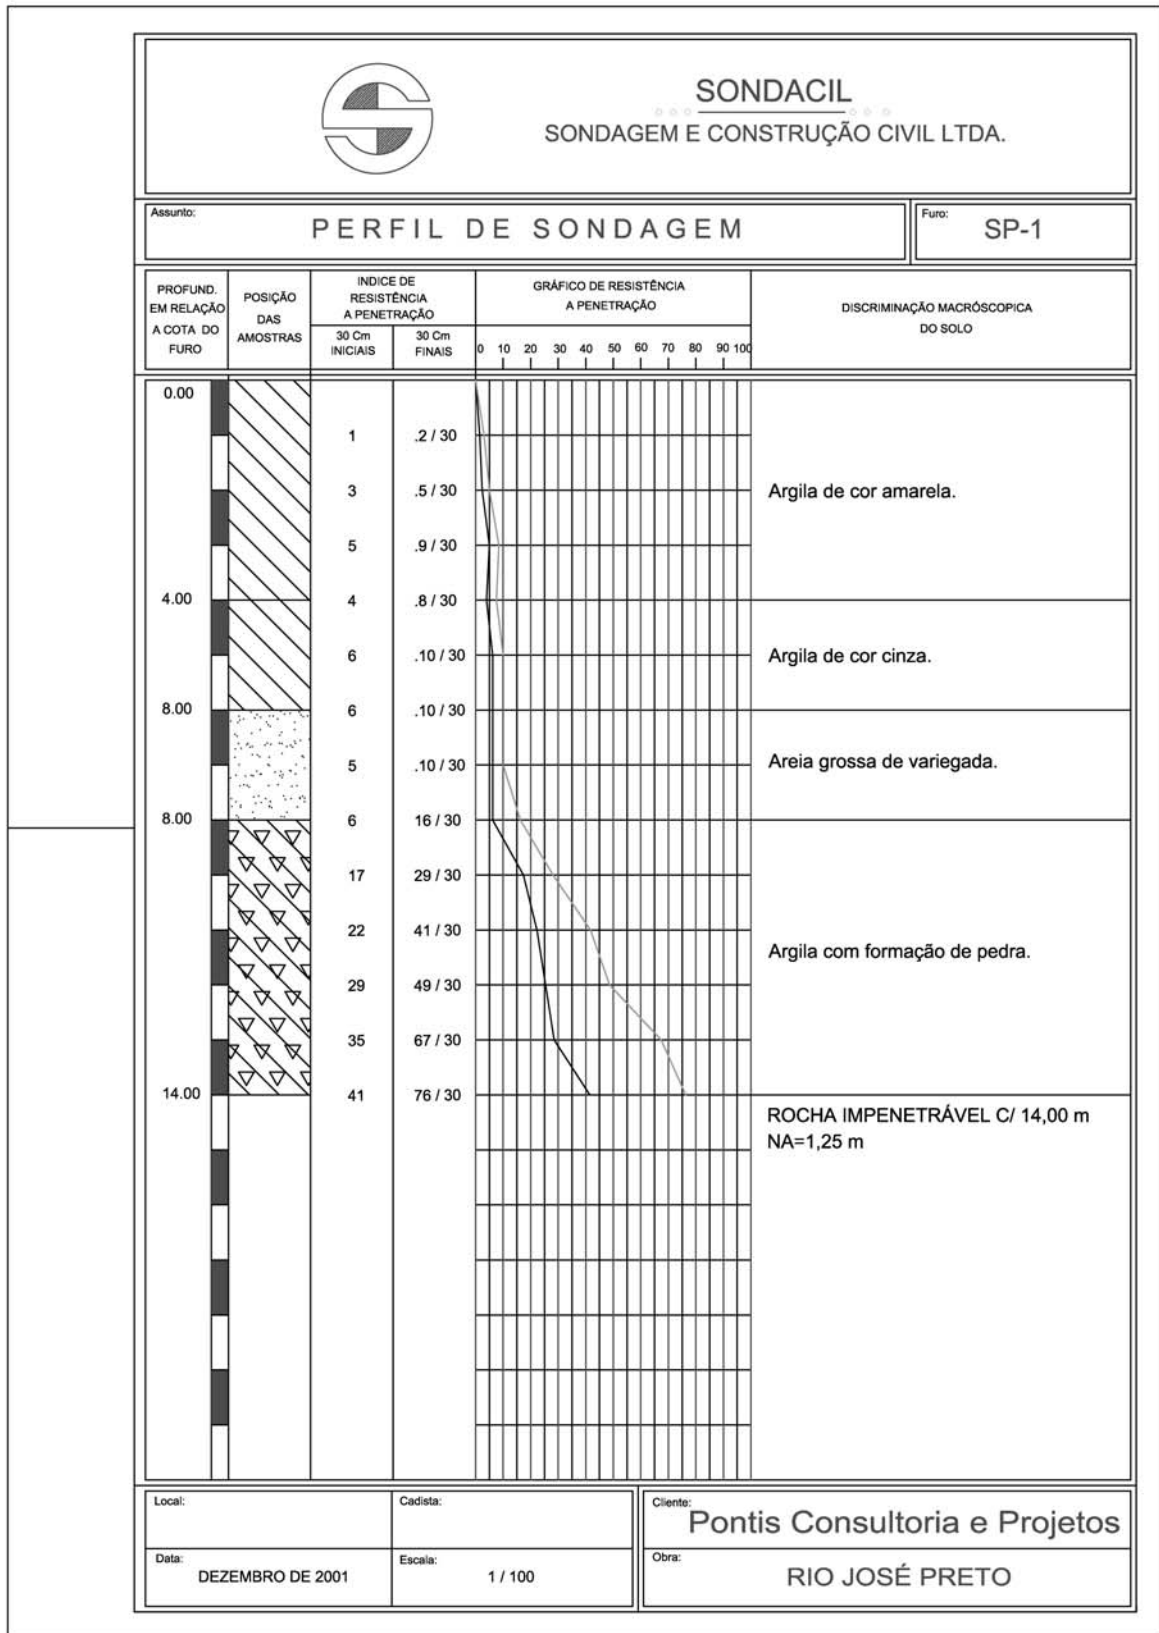 SONDACIL
SONDAGEM E CONSTRUÇÃO CIVIL LTDA.
Assunto:
PERFIL DE SONDAGEM
Furo:
SP-1
PROFUND.
EM RELAÇÃO
A COTA DO
FURO
POSIÇÃO
DAS
AMOSTRAS
INDICE DE
RESISTÊNCIA
A PENETRAÇÃO
30 Cm
INICIAIS
30 Cm
FINAIS
GRÁFICO DE RESISTÊNCIA
A PENETRAÇÃO
0 10 20 30 40 50 60 70 80 90 100
DISCRIMINAÇÃO MACRÓSCOPICA
DO SOLO
0.00
1 .2 / 30
3 .5 / 30 Argila de cor amarela.
5 .9 / 30
4.00 4 .8 / 30
6 .10 / 30 Argila de cor cinza.
8.00 6 .10 / 30
5 .10 / 30 Areia grossa de variegada.
8.00 6 16 / 30
17 29 / 30
22 41 / 30 Argila com formação de pedra.
29 49 / 30
35 67 / 30
14.00 41 76 / 30
ROCHA IMPENETRÁVEL C/ 14,00 m
NA=1,25 m
Local:
Cadista:
Cliente:
Pontis Consultoria e Projetos
Data:
DEZEMBRO DE 2001
Escala:
1 / 100
Obra:
RIO JOSÉ PRETO